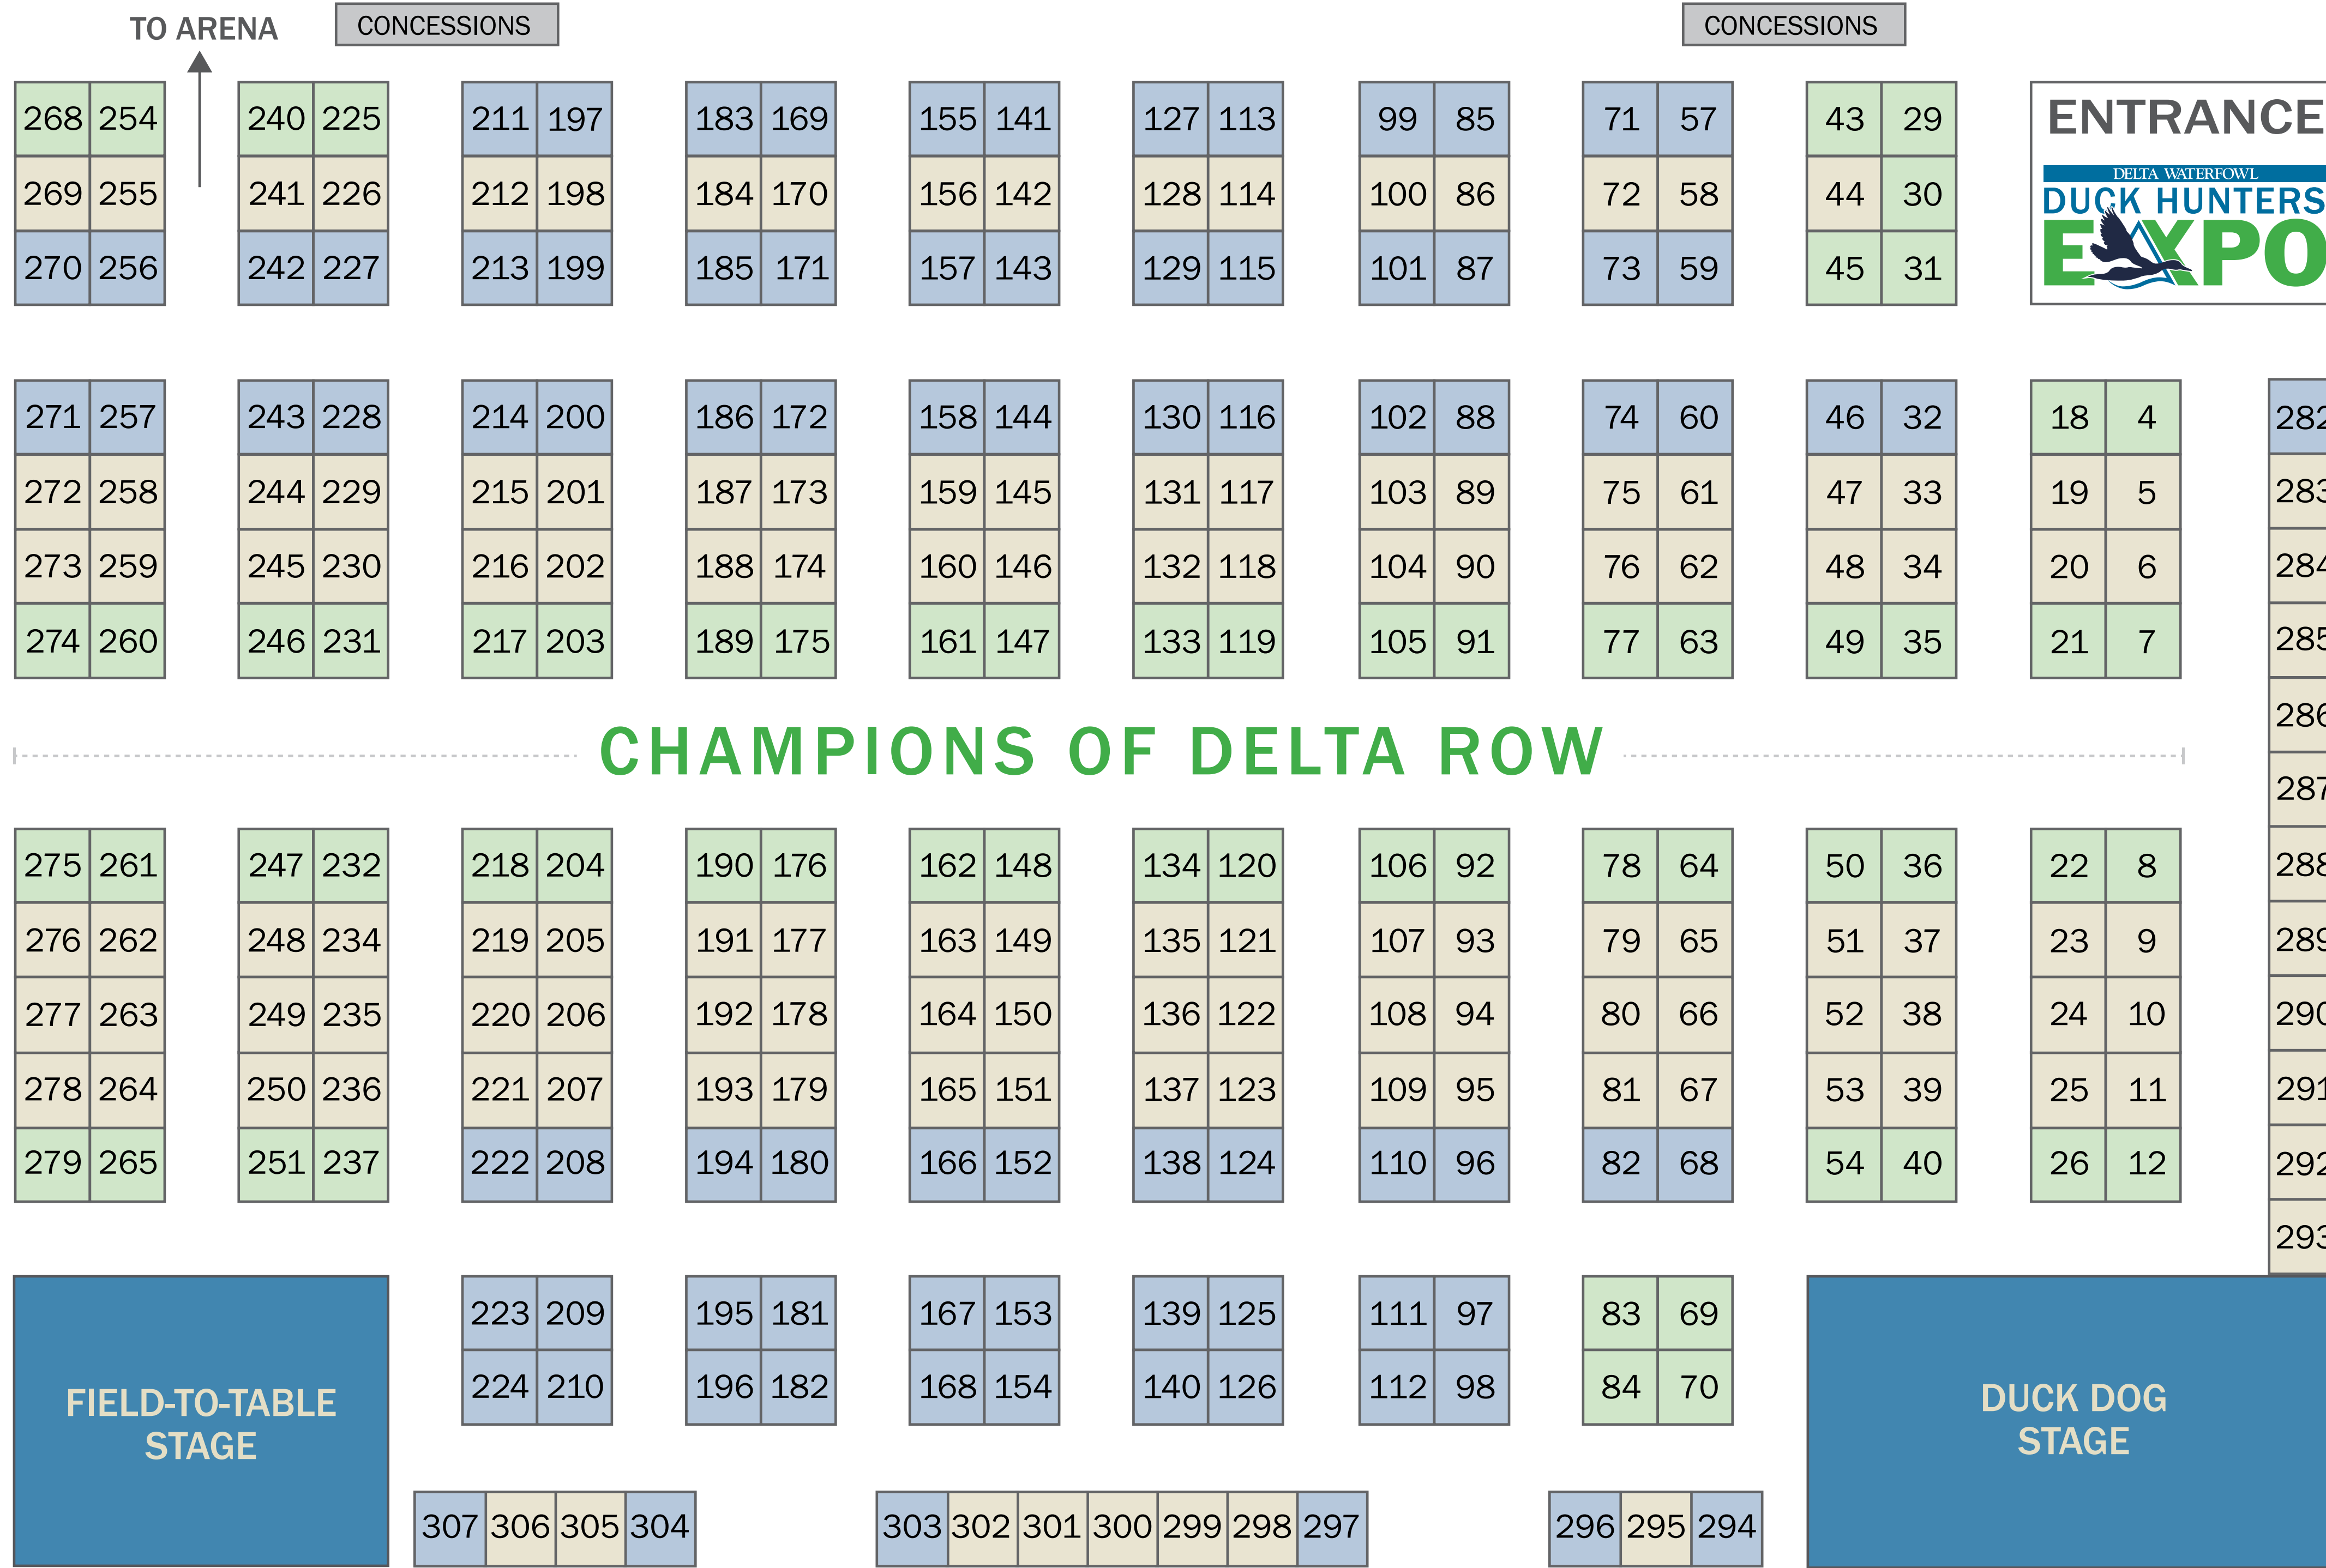 TO ARENA CONCESSIONS CONCESSIONS
268 254 240 225 211 197 183 169 155 141 127 113 99 85 71 57 43 29 ENTRANCE
269 255 241 226 212 198 184 170 156 142 128 114 100 86 72 58 44 30 DELTA WATERFOWL
DUCK HUNTERS
270 256 242 227 213 199 185 171 157 143 129 115 101 87 73 59 45 31 EXPO
271 257 243 228 214 200 186 172 158 144 130 116 102 88 74 60 46 32 18 4 282
272 258 244 229 215 201 187 173 159 145 131 117 103 89 75 61 47 33 19 5 283
273 259 245 230 216 202 188 174 160 146 132 118 104 90 76 62 48 34 20 6 284
274 260 246 231 217 203 189 175 161 147 133 119 105 91 77 63 49 35 21 7 285
286
CHAMPIONS OF DELTA ROW
287
275 261 247 232 218 204 190 176 162 148 134 120 106 92 78 64 50 36 22 8 288
276 262 248 234 219 205 191 177 163 149 135 121 107 93 79 65 51 37 23 9 289
277 263 249 235 220 206 192 178 164 150 136 122 108 94 80 66 52 38 24 10 290
278 264 250 236 221 207 193 179 165 151 137 123 109 95 81 67 53 39 25 11 291
279 265 251 237 222 208 194 180 166 152 138 124 110 96 82 68 54 40 26 12 292
293
223 209 195 181 167 153 139 125 111 97 83 69
224 210 196 182 168 154 140 126 112 98 84 70
FIELD-TO-TABLE
STAGE
DUCK DOG
STAGE
307 306 305 304 303 302 301 300 299 298 297 296 295 294